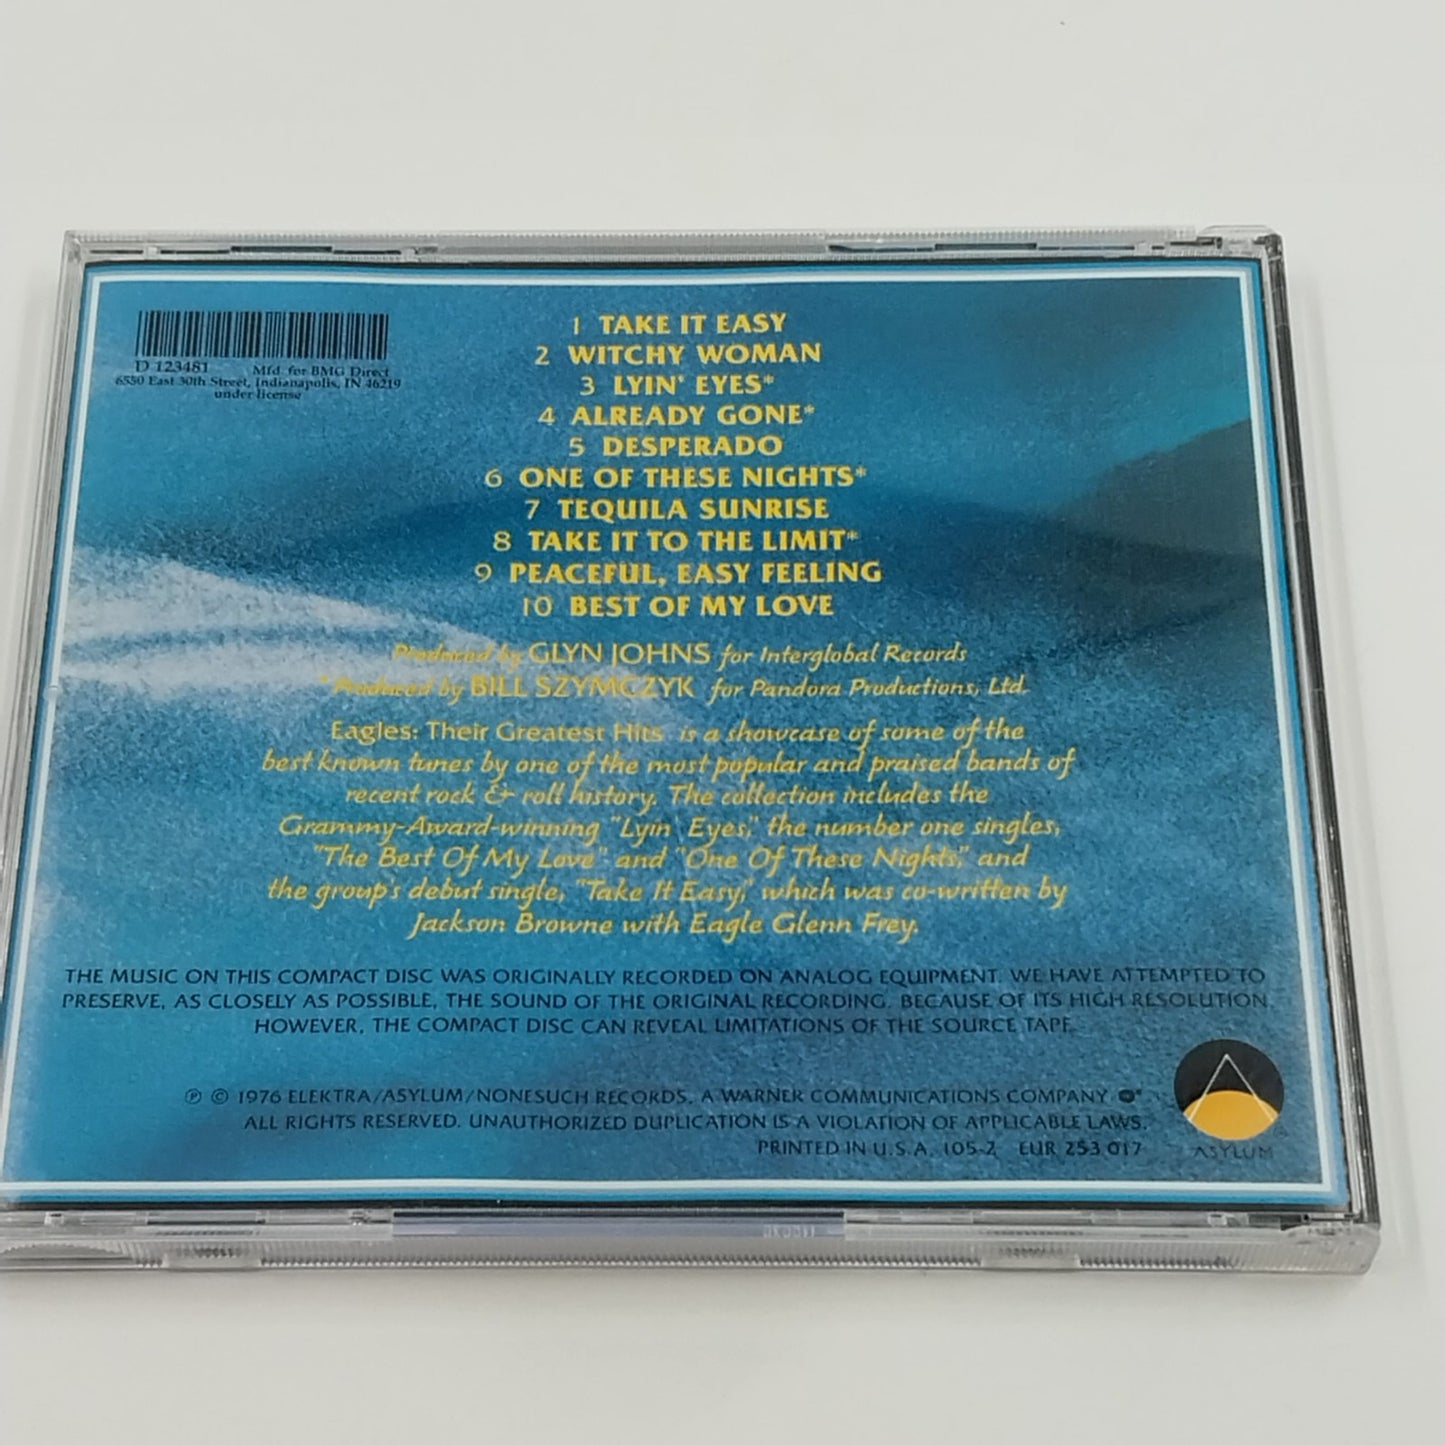 D 123481 Mfd. for BMG Direct
6550 East 30th Street, Indianapolis, IN 46219
under license
1 TAKE IT EASY
2 WITCHY WOMAN
3 LYIN' EYES*
4 ALREADY GONE*
5 DESPERADO
6 ONE OF THESE NIGHTS*
7 TEQUILA SUNRISE
8 TAKE IT TO THE LIMIT*
9 PEACEFUL, EASY FEELING
10 BEST OF MY LOVE
Produced by GLYN JOHNS for Interglobal Records
*Produced by BILL SZYMCZYK for Pandora Productions, Ltd.
Eagles: Their Greatest Hits is a showcase of some of the
best known tunes by one of the most popular and praised bands of
recent rock & roll history. The collection includes the
Grammy-Award-winning "Lyin' Eyes," the number one singles,
"The Best Of My Love" and "One Of These Nights," and
the group's debut single, "Take It Easy," which was co-written by
Jackson Browne with Eagle Glenn Frey.
THE MUSIC ON THIS COMPACT DISC WAS ORIGINALLY RECORDED ON ANALOG EQUIPMENT. WE HAVE ATTEMPTED TO
PRESERVE, AS CLOSELY AS POSSIBLE, THE SOUND OF THE ORIGINAL RECORDING. BECAUSE OF ITS HIGH RESOLUTION,
HOWEVER, THE COMPACT DISC CAN REVEAL LIMITATIONS OF THE SOURCE TAPE.
℗ © 1976 ELEKTRA/ASYLUM/NONESUCH RECORDS, A WARNER COMMUNICATIONS COMPANY.
ALL RIGHTS RESERVED. UNAUTHORIZED DUPLICATION IS A VIOLATION OF APPLICABLE LAWS.
PRINTED IN U.S.A. 105-2 EUR 253 017
ASYLUM